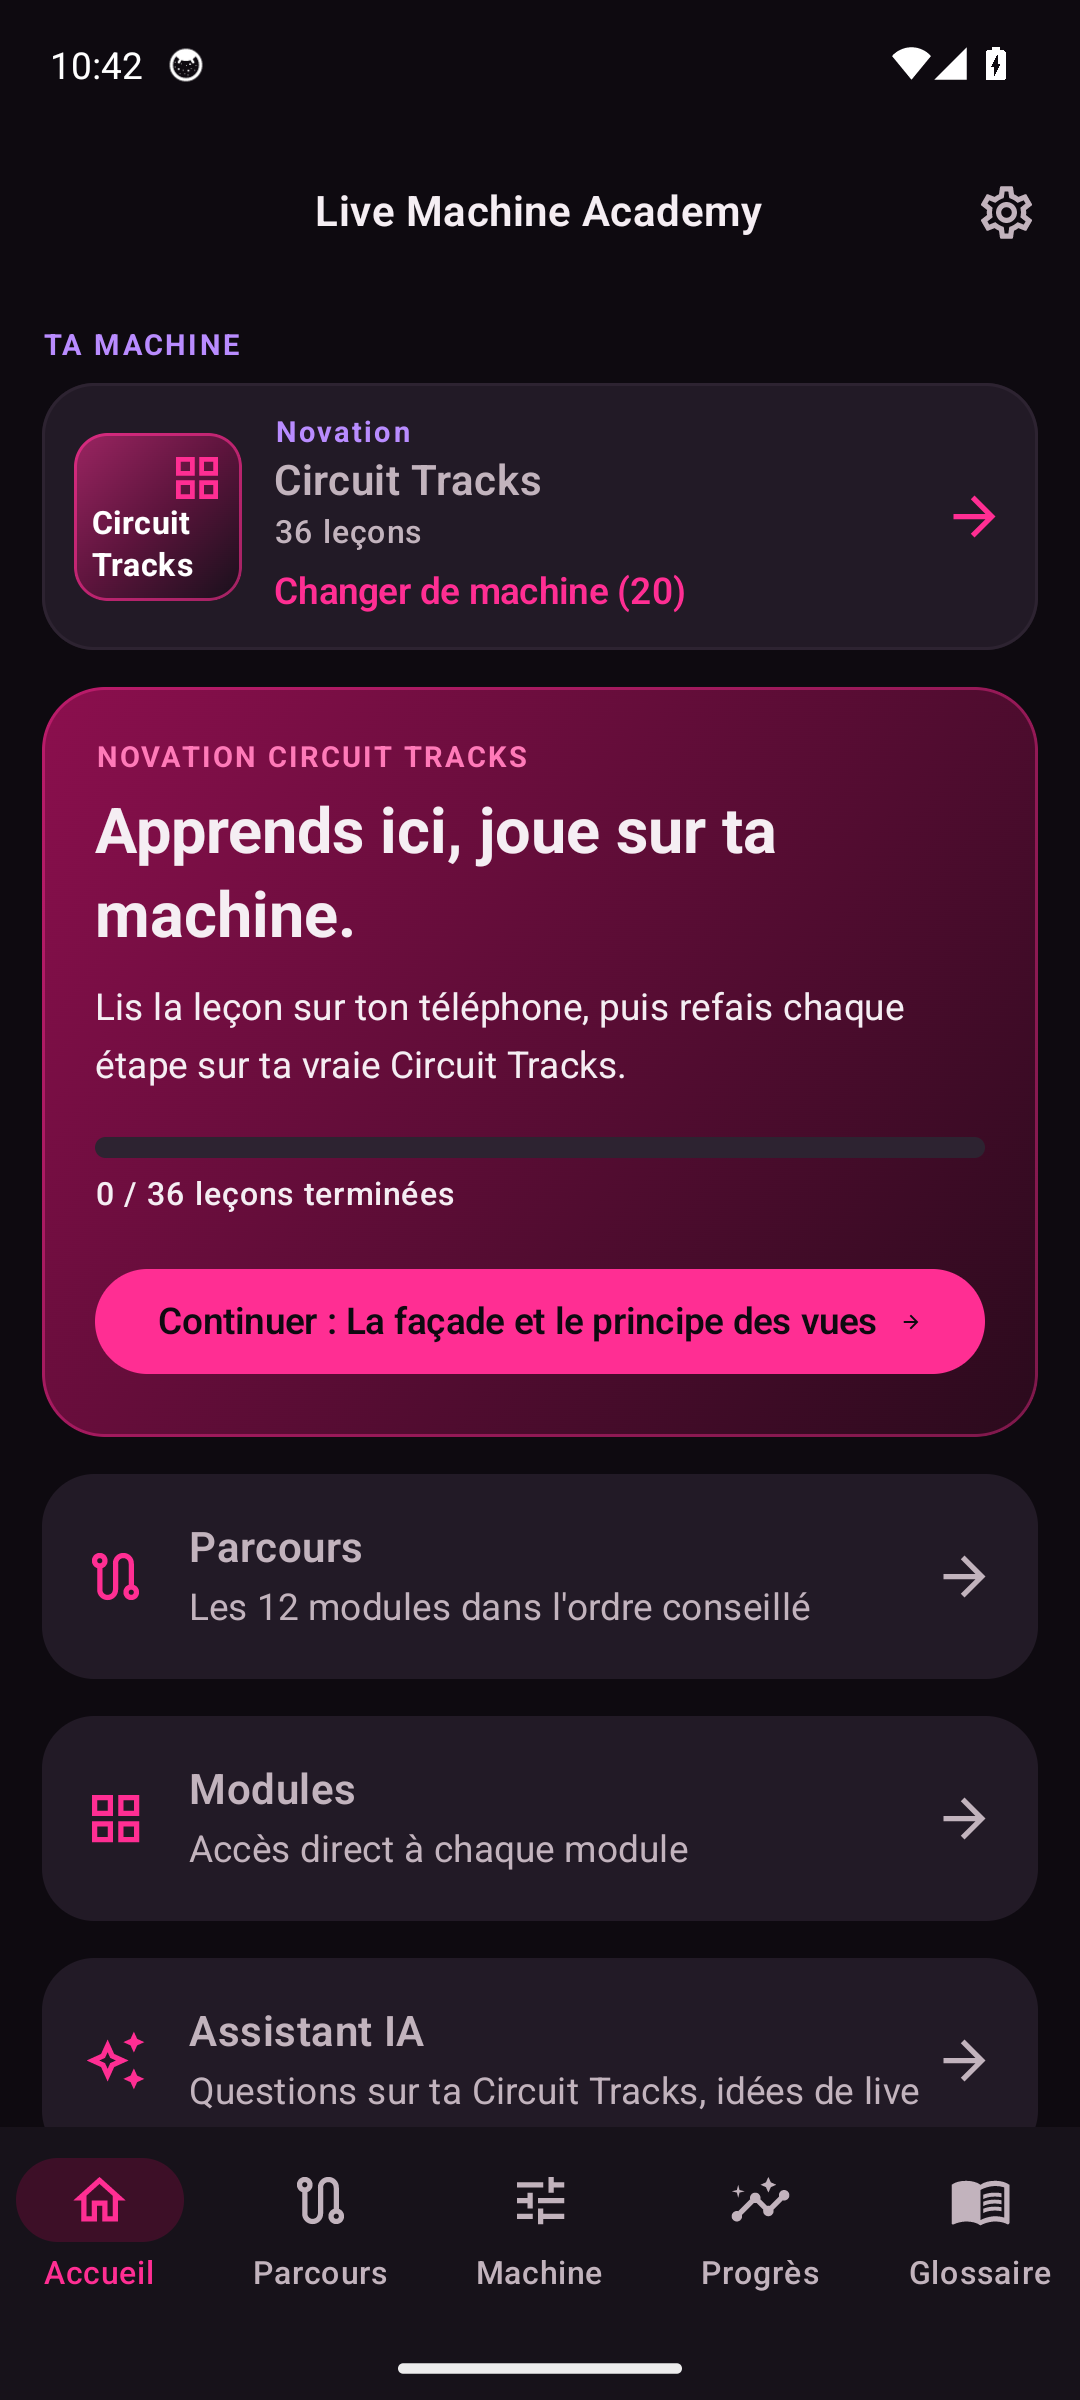 10:42
Live Machine Academy
TA MACHINE
Circuit
Tracks
Novation
Circuit Tracks
36 leçons
Changer de machine (20)
NOVATION CIRCUIT TRACKS
Apprends ici, joue sur ta
machine.
Lis la leçon sur ton téléphone, puis refais chaque
étape sur ta vraie Circuit Tracks.
0 / 36 leçons terminées
Continuer : La façade et le principe des vues
Parcours
Les 12 modules dans l'ordre conseillé
Modules
Accès direct à chaque module
Assistant IA
Questions sur ta Circuit Tracks, idées de live
Accueil
Parcours
Machine
Progrès
Glossaire